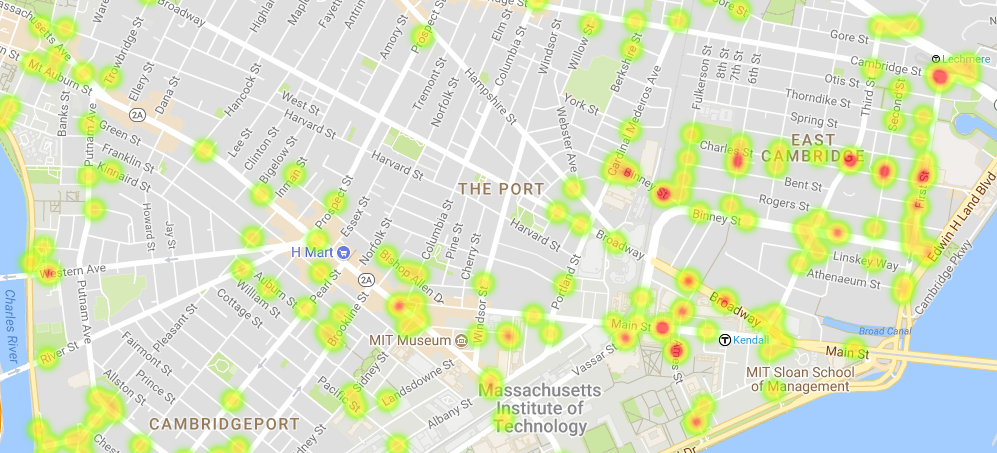 Broadway
Gore St
Cambridge St
Lechmere
Otis St
Thorndike St
Spring St
Third St
Second St
First St
Fulkerson St
8th St
7th St
6th St
EAST
CAMBRIDGE
Charles St
Bent St
Rogers St
Binney St
Linskey Way
Athenaeum St
Edwin H Land Blvd
Cambridge Pkwy
Broad Canal
Main St
Kendall
MIT Sloan School
of Management
Broadway
Broadway
Binney St
Cardinal Medeiros Ave
Berkshire St
Willow St
Windsor St
Elm St
Columbia St
York St
Webster Ave
Hampshire St
Prospect St
Amory St
Tremont St
Norfolk St
THE PORT
West St
Harvard St
Harvard St
Harvard St
Portland St
Windsor St
Cherry St
Pine St
Columbia St
Norfolk St
Essex St
Prospect St
Inman St
Bigelow St
Clinton St
Lee St
Hancock St
Dana St
Ellery St
Trowbridge St
Massachusetts Ave
Mt Auburn St
Banks St
Putnam Ave
Green St
Franklin St
Kinnaird St
Howard St
Jay St
2A
2A
H Mart
Bishop Allen Dr
Western Ave
Charles River
River St
Putnam Ave
Auburn St
William St
Cottage St
Pearl St
Brookline St
Pleasant St
Fairmont St
Prince St
Allston St
CAMBRIDGEPORT
Sidney St
Pacific St
Landsdowne St
MIT Museum
Albany St
Vassar St
Main St
Massachusetts
Institute of
Technology